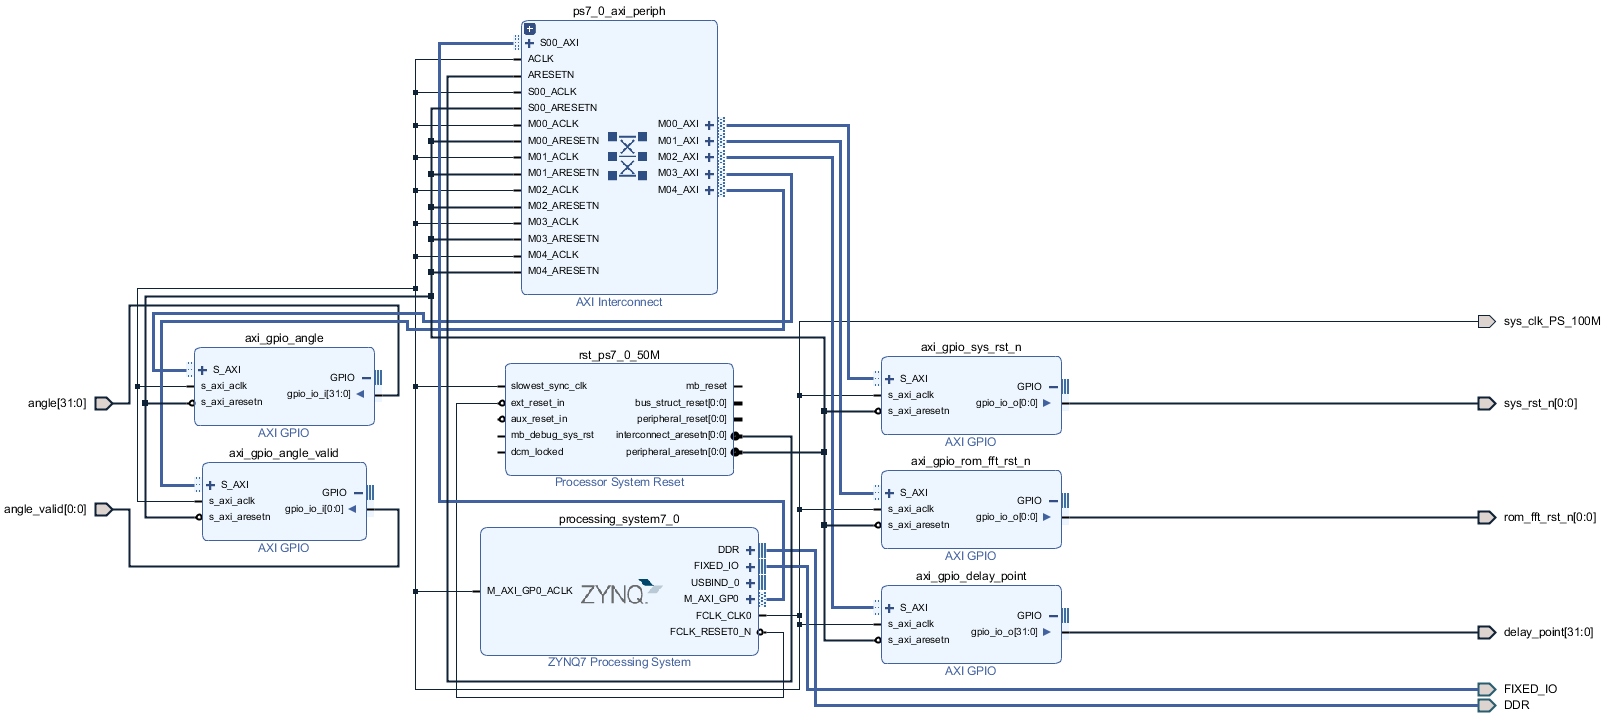 ps7_0_axi_periph
S00_AXI
ACLK
ARESETN
S00_ACLK
S00_ARESETN
M00_ACLK
M00_ARESETN
M01_ACLK
M01_ARESETN
M02_ACLK
M02_ARESETN
M03_ACLK
M03_ARESETN
M04_ACLK
M04_ARESETN
M00_AXI
M01_AXI
M02_AXI
M03_AXI
M04_AXI
AXI Interconnect
axi_gpio_angle
S_AXI
s_axi_aclk
s_axi_aresetn
GPIO
gpio_io_i[31:0]
AXI GPIO
angle[31:0]
axi_gpio_angle_valid
S_AXI
s_axi_aclk
s_axi_aresetn
GPIO
gpio_io_i[0:0]
AXI GPIO
angle_valid[0:0]
rst_ps7_0_50M
slowest_sync_clk
ext_reset_in
aux_reset_in
mb_debug_sys_rst
dcm_locked
mb_reset
bus_struct_reset[0:0]
peripheral_reset[0:0]
interconnect_aresetn[0:0]
peripheral_aresetn[0:0]
Processor System Reset
processing_system7_0
M_AXI_GP0_ACLK
ZYNQ
DDR
FIXED_IO
USBIND_0
M_AXI_GP0
FCLK_CLK0
FCLK_RESET0_N
ZYNQ7 Processing System
axi_gpio_sys_rst_n
S_AXI
s_axi_aclk
s_axi_aresetn
GPIO
gpio_io_o[0:0]
AXI GPIO
axi_gpio_rom_fft_rst_n
S_AXI
s_axi_aclk
s_axi_aresetn
GPIO
gpio_io_o[0:0]
AXI GPIO
axi_gpio_delay_point
S_AXI
s_axi_aclk
s_axi_aresetn
GPIO
gpio_io_o[31:0]
AXI GPIO
sys_clk_PS_100M
sys_rst_n[0:0]
rom_fft_rst_n[0:0]
delay_point[31:0]
FIXED_IO
DDR